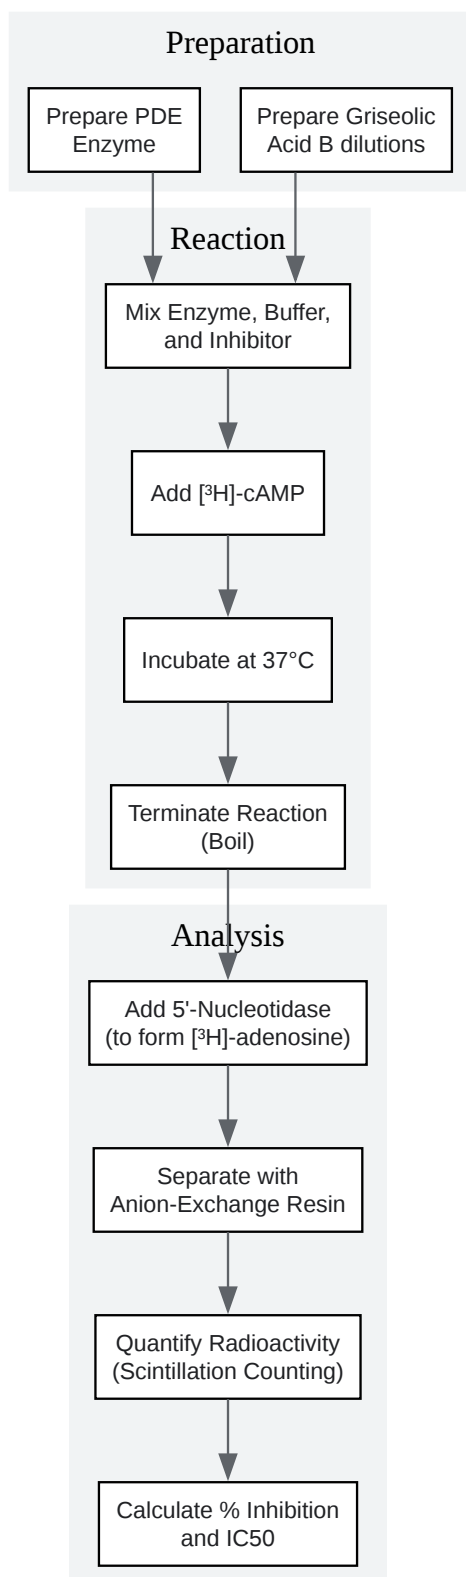 Preparation
Prepare PDE
Enzyme
Prepare Griseolic
Acid B dilutions
Reaction
Mix Enzyme, Buffer,
and Inhibitor
Add [³H]-cAMP
Incubate at 37°C
Terminate Reaction
(Boil)
Analysis
Add 5'-Nucleotidase
(to form [³H]-adenosine)
Separate with
Anion-Exchange Resin
Quantify Radioactivity
(Scintillation Counting)
Calculate % Inhibition
and IC50